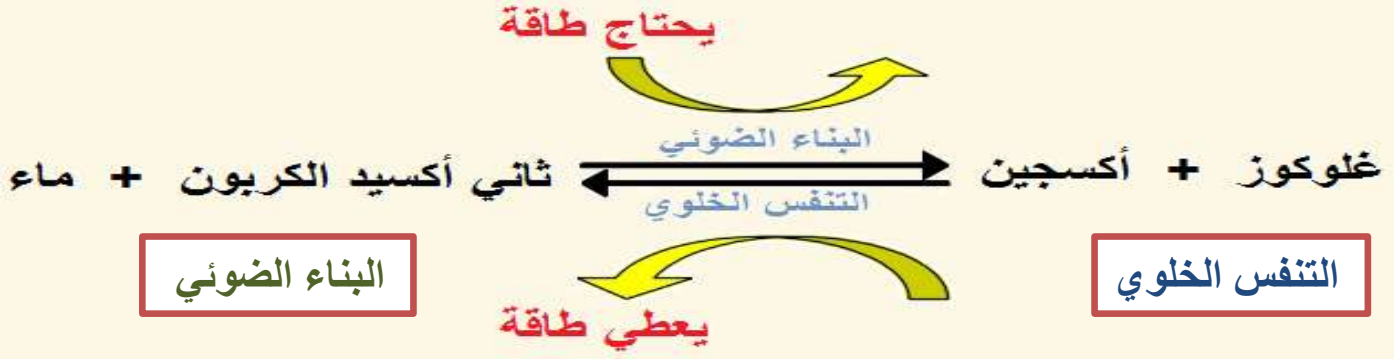 يحتاج طاقة
البناء الضوئي
غلوكوز + أكسجين ثاني أكسيد الكربون + ماء
التنفس الخلوي
التنفس الخلوي البناء الضوئي
يعطي طاقة